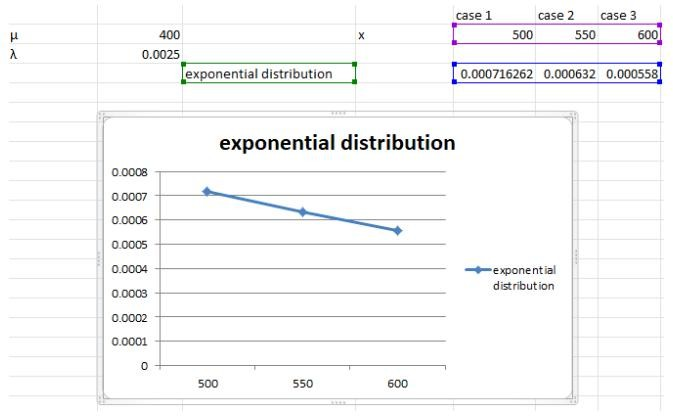 case 1 case 2 case 3
μ 400 x 500 550 600
λ 0.0025
exponential distribution 0.000716262 0.000632 0.000558
exponential distribution
0.0008
0.0007
0.0006
0.0005
0.0004
0.0003
0.0002
0.0001
0
500 550 600
exponential
distribution